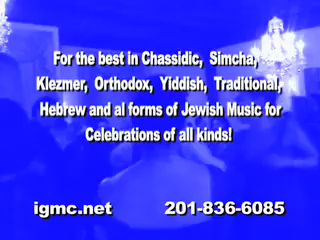 For the best in Chassidic, Simcha,
Klezmer, Orthodox, Yiddish, Traditional,
Hebrew and al forms of Jewish Music for
Celebrations of all kinds!
igmc.net 201-836-6085